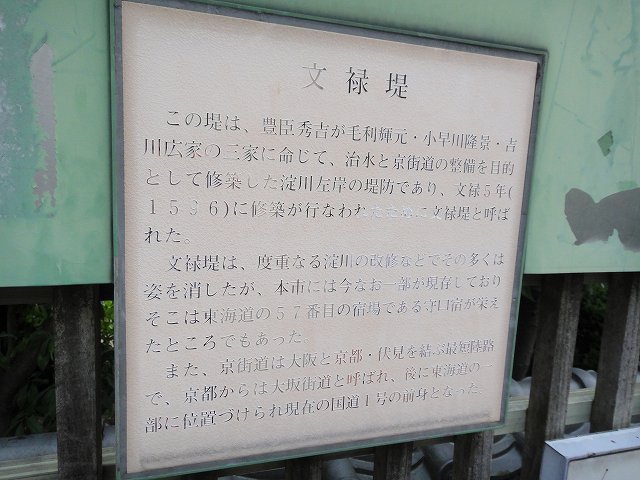 文禄堤
この堤は、豊臣秀吉が毛利輝元・小早川隆景・吉
川広家の三家に命じて、治水と京街道の整備を目的
として修築した淀川左岸の堤防であり、文禄5年(
1596)に修築が行なわれたために文禄堤と呼ば
れた。
文禄堤は、度重なる淀川の改修などでその多くは
姿を消したが、本市には今なお一部が現存しており
そこは東海道の57番目の宿場である守口宿が栄え
たところでもあった。
また、京街道は大阪と京都・伏見を結ぶ最短陸路
で、京都からは大坂街道と呼ばれ、後に東海道の一
部に位置づけられ現在の国道1号の前身となった。